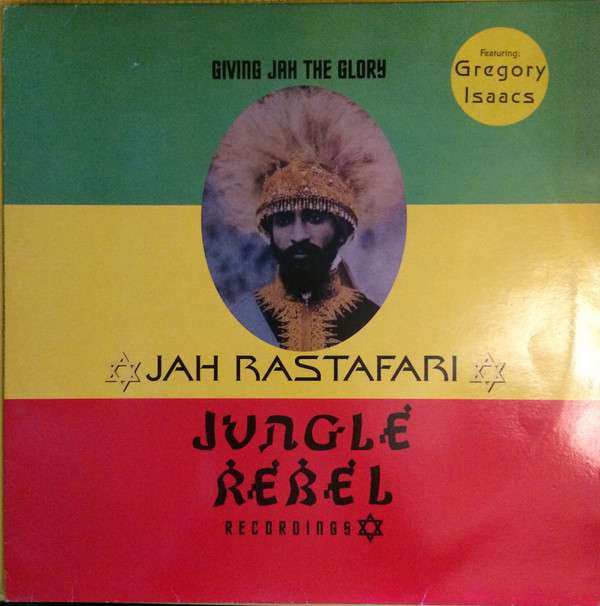 GIVING JAH THE GLORY
Featuring:
Gregory
Isaacs
JAH RASTAFARI
JUNGLE
REBEL
RECORDINGS